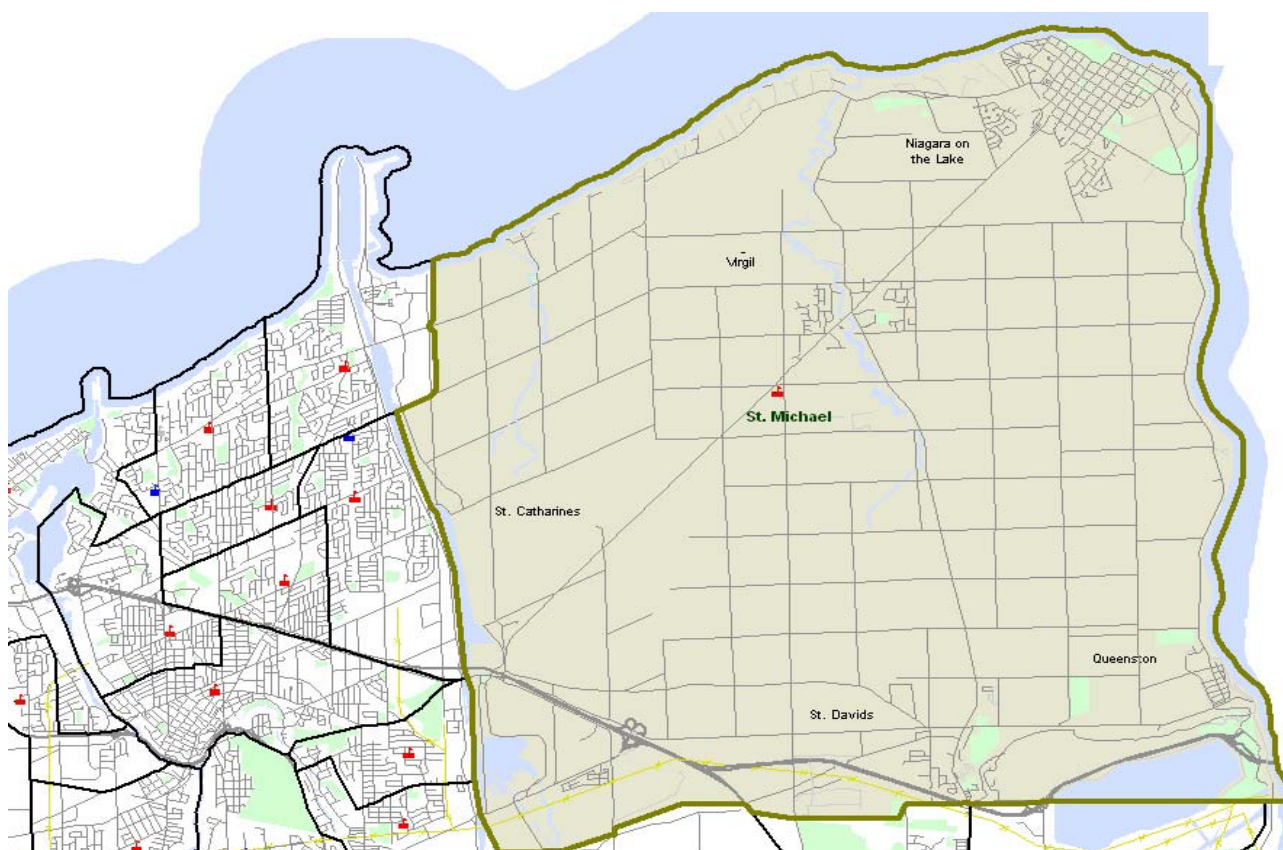 Niagara on
the Lake
Virgil
St. Michael
St. Catharines
Queenston
St. Davids